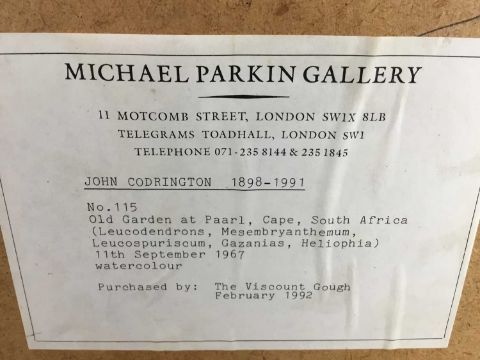 MICHAEL PARKIN GALLERY
11 MOTCOMB STREET, LONDON SW1X 8LB
TELEGRAMS TOADHALL, LONDON SW1
TELEPHONE 071-235 8144 & 235 1845
JOHN CODRINGTON 1898-1991
No.115
Old Garden at Paarl, Cape, South Africa
(Leucodendrons, Mesembryanthemum,
Leucospuriscum, Gazanias, Heliophia)
11th September 1967
watercolour
Purchased by: The Viscount Gough
February 1992